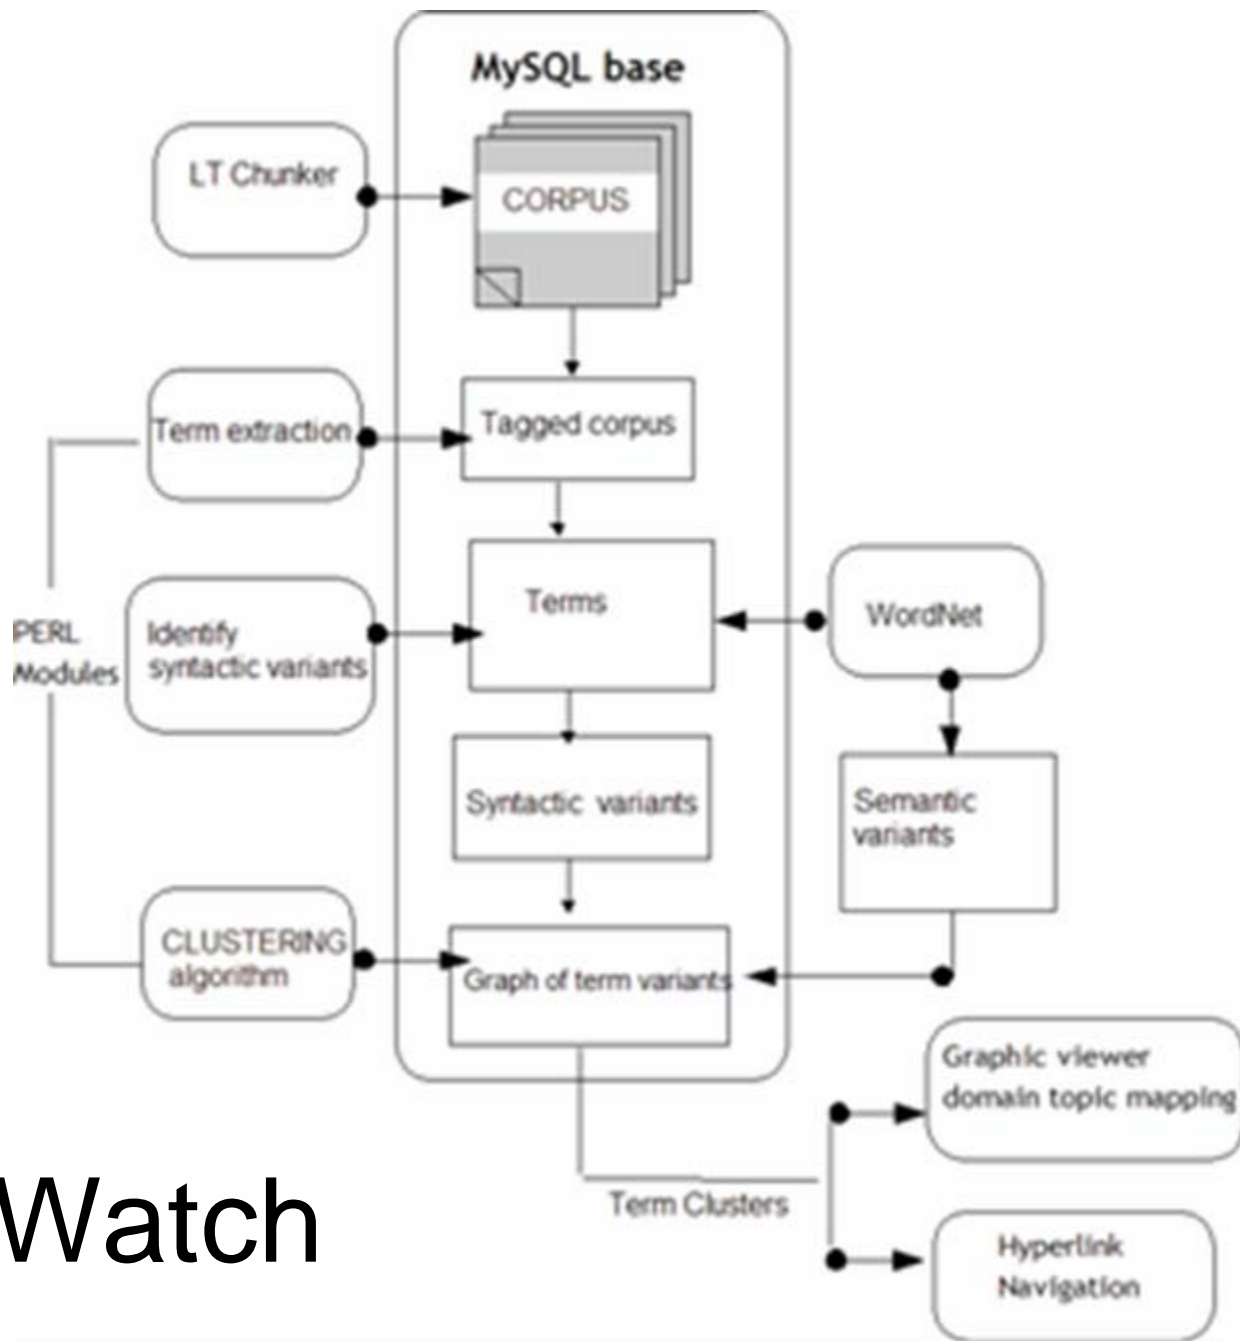 MySQL base
LT Chunker
CORPUS
Term extraction
Tagged corpus
PERL
Modules
Identify
syntactic variants
Terms
WordNet
Syntactic variants
Semantic
variants
CLUSTERING
algorithm
Graph of term variants
Graphic viewer
domain topic mapping
Term Clusters
Watch
Hyperlink
Navigation